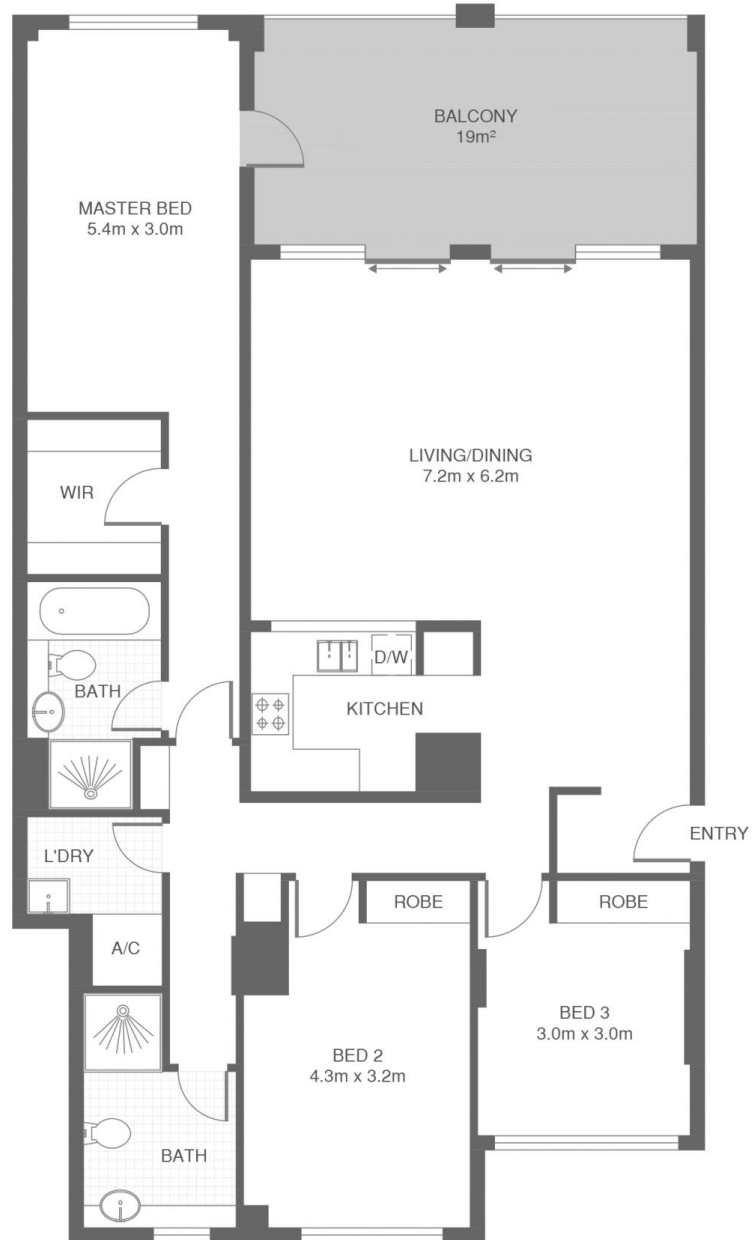 BALCONY
19m²
MASTER BED
5.4m x 3.0m
LIVING/DINING
7.2m x 6.2m
WIR
D/W
BATH
KITCHEN
ENTRY
L'DRY
ROBE
ROBE
A/C
BED 3
3.0m x 3.0m
BED 2
4.3m x 3.2m
BATH